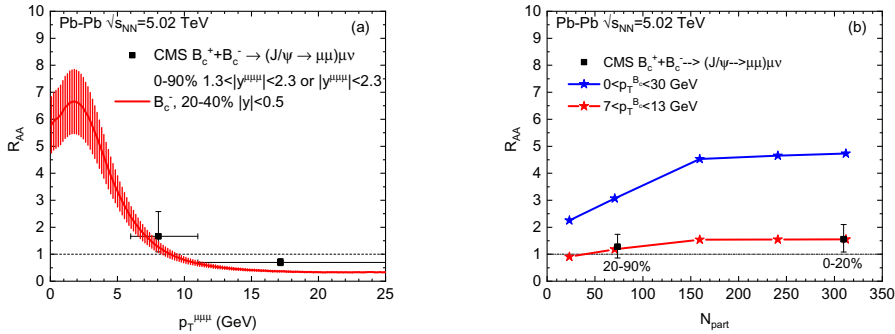 Pb-Pb √sNN=5.02 TeV (a)
CMS Bc++Bc- → (J/ψ → μμ)μν
0-90% 1.3<|yμμμ|<2.3 or |yμμμ|<2.3
Bc-, 20-40% |y|<0.5
RAA
8
7
6
5
4
3
2
1
0
0 5 10 15 20 25
pTμμμ (GeV)
Pb-Pb √sNN=5.02 TeV (b)
CMS Bc++Bc--> (J/ψ-->μμ)μν
0<pTBc<30 GeV
7<pTBc<13 GeV
RAA
10
9
8
7
6
5
4
3
2
1
0
20-90% 0-20%
0 50 100 150 200 250 300 350
Npart